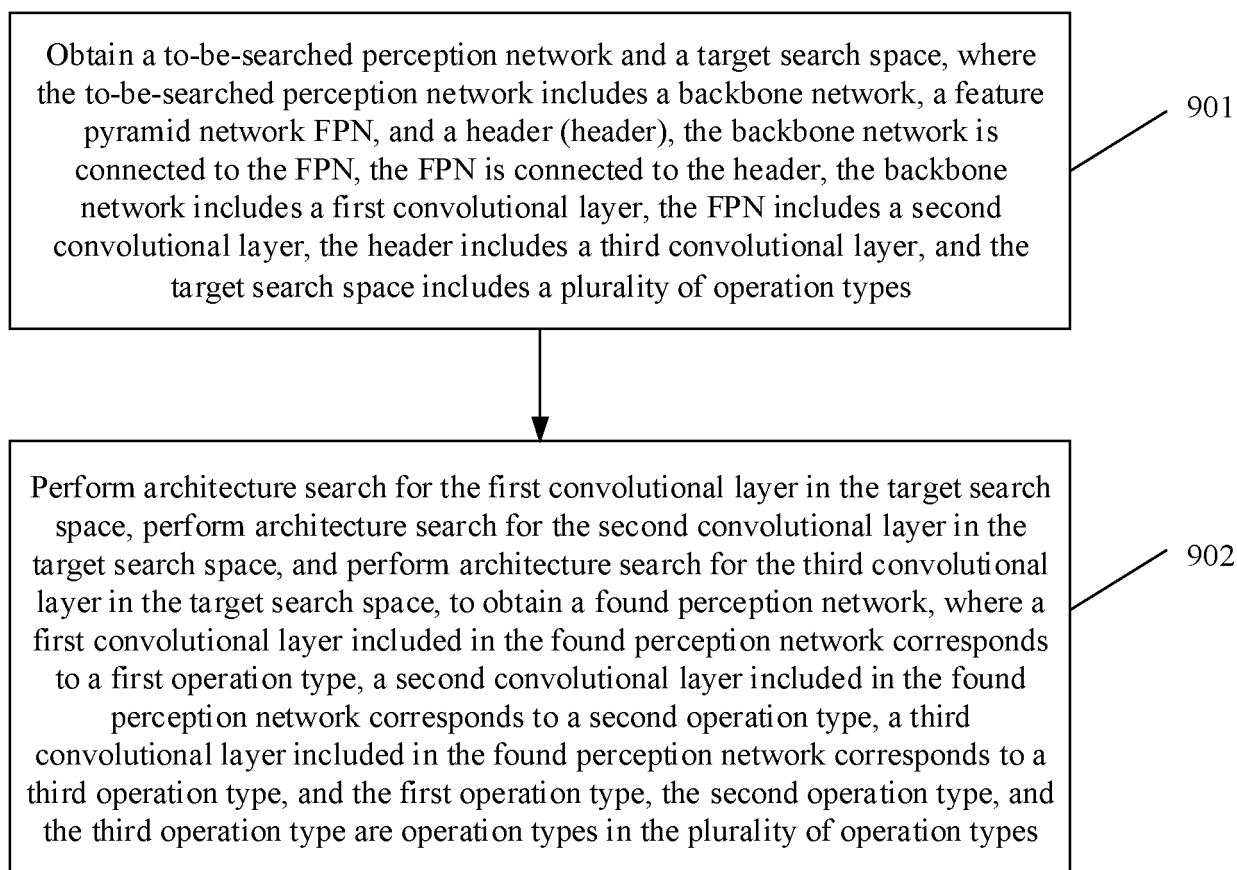 Obtain a to-be-searched perception network and a target search space, where
the to-be-searched perception network includes a backbone network, a feature
pyramid network FPN, and a header (header), the backbone network is
connected to the FPN, the FPN is connected to the header, the backbone
network includes a first convolutional layer, the FPN includes a second
convolutional layer, the header includes a third convolutional layer, and the
target search space includes a plurality of operation types
901
Perform architecture search for the first convolutional layer in the target search
space, perform architecture search for the second convolutional layer in the
target search space, and perform architecture search for the third convolutional
layer in the target search space, to obtain a found perception network, where a
first convolutional layer included in the found perception network corresponds
to a first operation type, a second convolutional layer included in the found
perception network corresponds to a second operation type, a third
convolutional layer included in the found perception network corresponds to a
third operation type, and the first operation type, the second operation type, and
the third operation type are operation types in the plurality of operation types
902